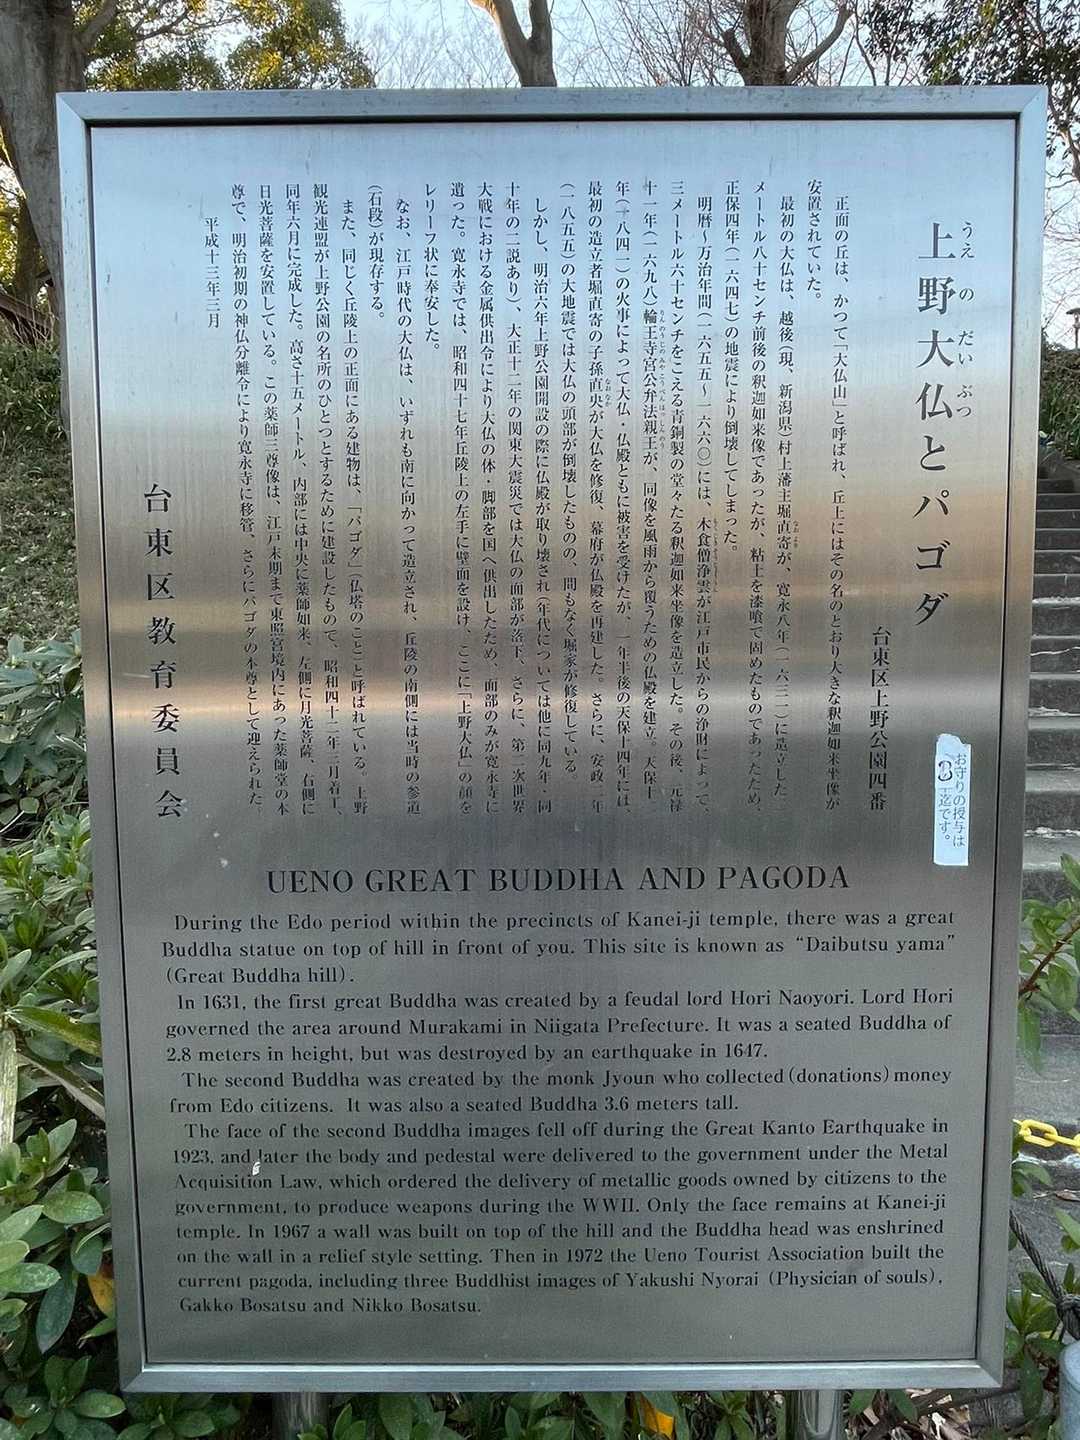 上野大仏とパゴダ
うえ の だい ぶつ
台東区上野公園四番
正面の丘は、かつて「大仏山」と呼ばれ、丘上にはその名のとおり大きな釈迦如来坐像が
安置されていた。
最初の大仏は、越後(現、新潟県)村上藩主堀直寄が、寛永八年(一六三一)に造立した二
メートル八十センチ前後の釈迦如来像であったが、粘土を漆喰で固めたものであったため、
正保四年(一六四七)の地震により倒壊してしまった。
明暦〜万治年間(一六五五〜一六六〇)には、木食僧浄雲が江戸市民からの浄財によって、
三メートル六十センチをこえる青銅製の堂々たる釈迦如来坐像を造立した。その後、元禄
十一年(一六九八)輪王寺宮公弁法親王が、同像を風雨から覆うための仏殿を建立。天保十二
年(一八四一)の火事によって大仏・仏殿ともに被害を受けたが、一年半後の天保十四年には、
最初の造立者堀直寄の子孫直央が大仏を修復、幕府が仏殿を再建した。さらに、安政二年
(一八五五)の大地震では大仏の頭部が倒壊したものの、間もなく堀家が修復している。
しかし、明治六年上野公園開設の際に仏殿が取り壊され(年代については他に同九年・同
十年の二説あり)、大正十二年の関東大震災では大仏の面部が落下、さらに、第二次世界
大戦における金属供出令により大仏の体・脚部を国へ供出したため、面部のみが寛永寺に
遺った。寛永寺では、昭和四十七年丘陵上の左手に壁面を設け、ここに「上野大仏」の顔を
レリーフ状に奉安した。
なお、江戸時代の大仏は、いずれも南に向かって造立され、丘陵の南側には当時の参道
(石段)が現存する。
また、同じく丘陵上の正面にある建物は、「パゴダ」(仏塔のこと)と呼ばれている。上野
観光連盟が上野公園の名所のひとつとするために建設したもので、昭和四十二年三月着工、
同年六月に完成した。高さ十五メートル、内部には中央に薬師如来、左側に月光菩薩、右側に
日光菩薩を安置している。この薬師三尊像は、江戸末期まで東照宮境内にあった薬師堂の本
尊で、明治初期の神仏分離令により寛永寺に移管、さらにパゴダの本尊として迎えられた。
平成十三年三月
台東区教育委員会
お守りの授与は
迄です。
UENO GREAT BUDDHA AND PAGODA
During the Edo period within the precincts of Kanei-ji temple, there was a great
Buddha statue on top of hill in front of you. This site is known as “Daibutsu yama”
(Great Buddha hill).
In 1631, the first great Buddha was created by a feudal lord Hori Naoyori. Lord Hori
governed the area around Murakami in Niigata Prefecture. It was a seated Buddha of
2.8 meters in height, but was destroyed by an earthquake in 1647.
The second Buddha was created by the monk Jyoun who collected(donations)money
from Edo citizens. It was also a seated Buddha 3.6 meters tall.
The face of the second Buddha images fell off during the Great Kanto Earthquake in
1923, and later the body and pedestal were delivered to the government under the Metal
Acquisition Law, which ordered the delivery of metallic goods owned by citizens to the
government, to produce weapons during the WWII. Only the face remains at Kanei-ji
temple. In 1967 a wall was built on top of the hill and the Buddha head was enshrined
on the wall in a relief style setting. Then in 1972 the Ueno Tourist Association built the
current pagoda, including three Buddhist images of Yakushi Nyorai (Physician of souls),
Gakko Bosatsu and Nikko Bosatsu.